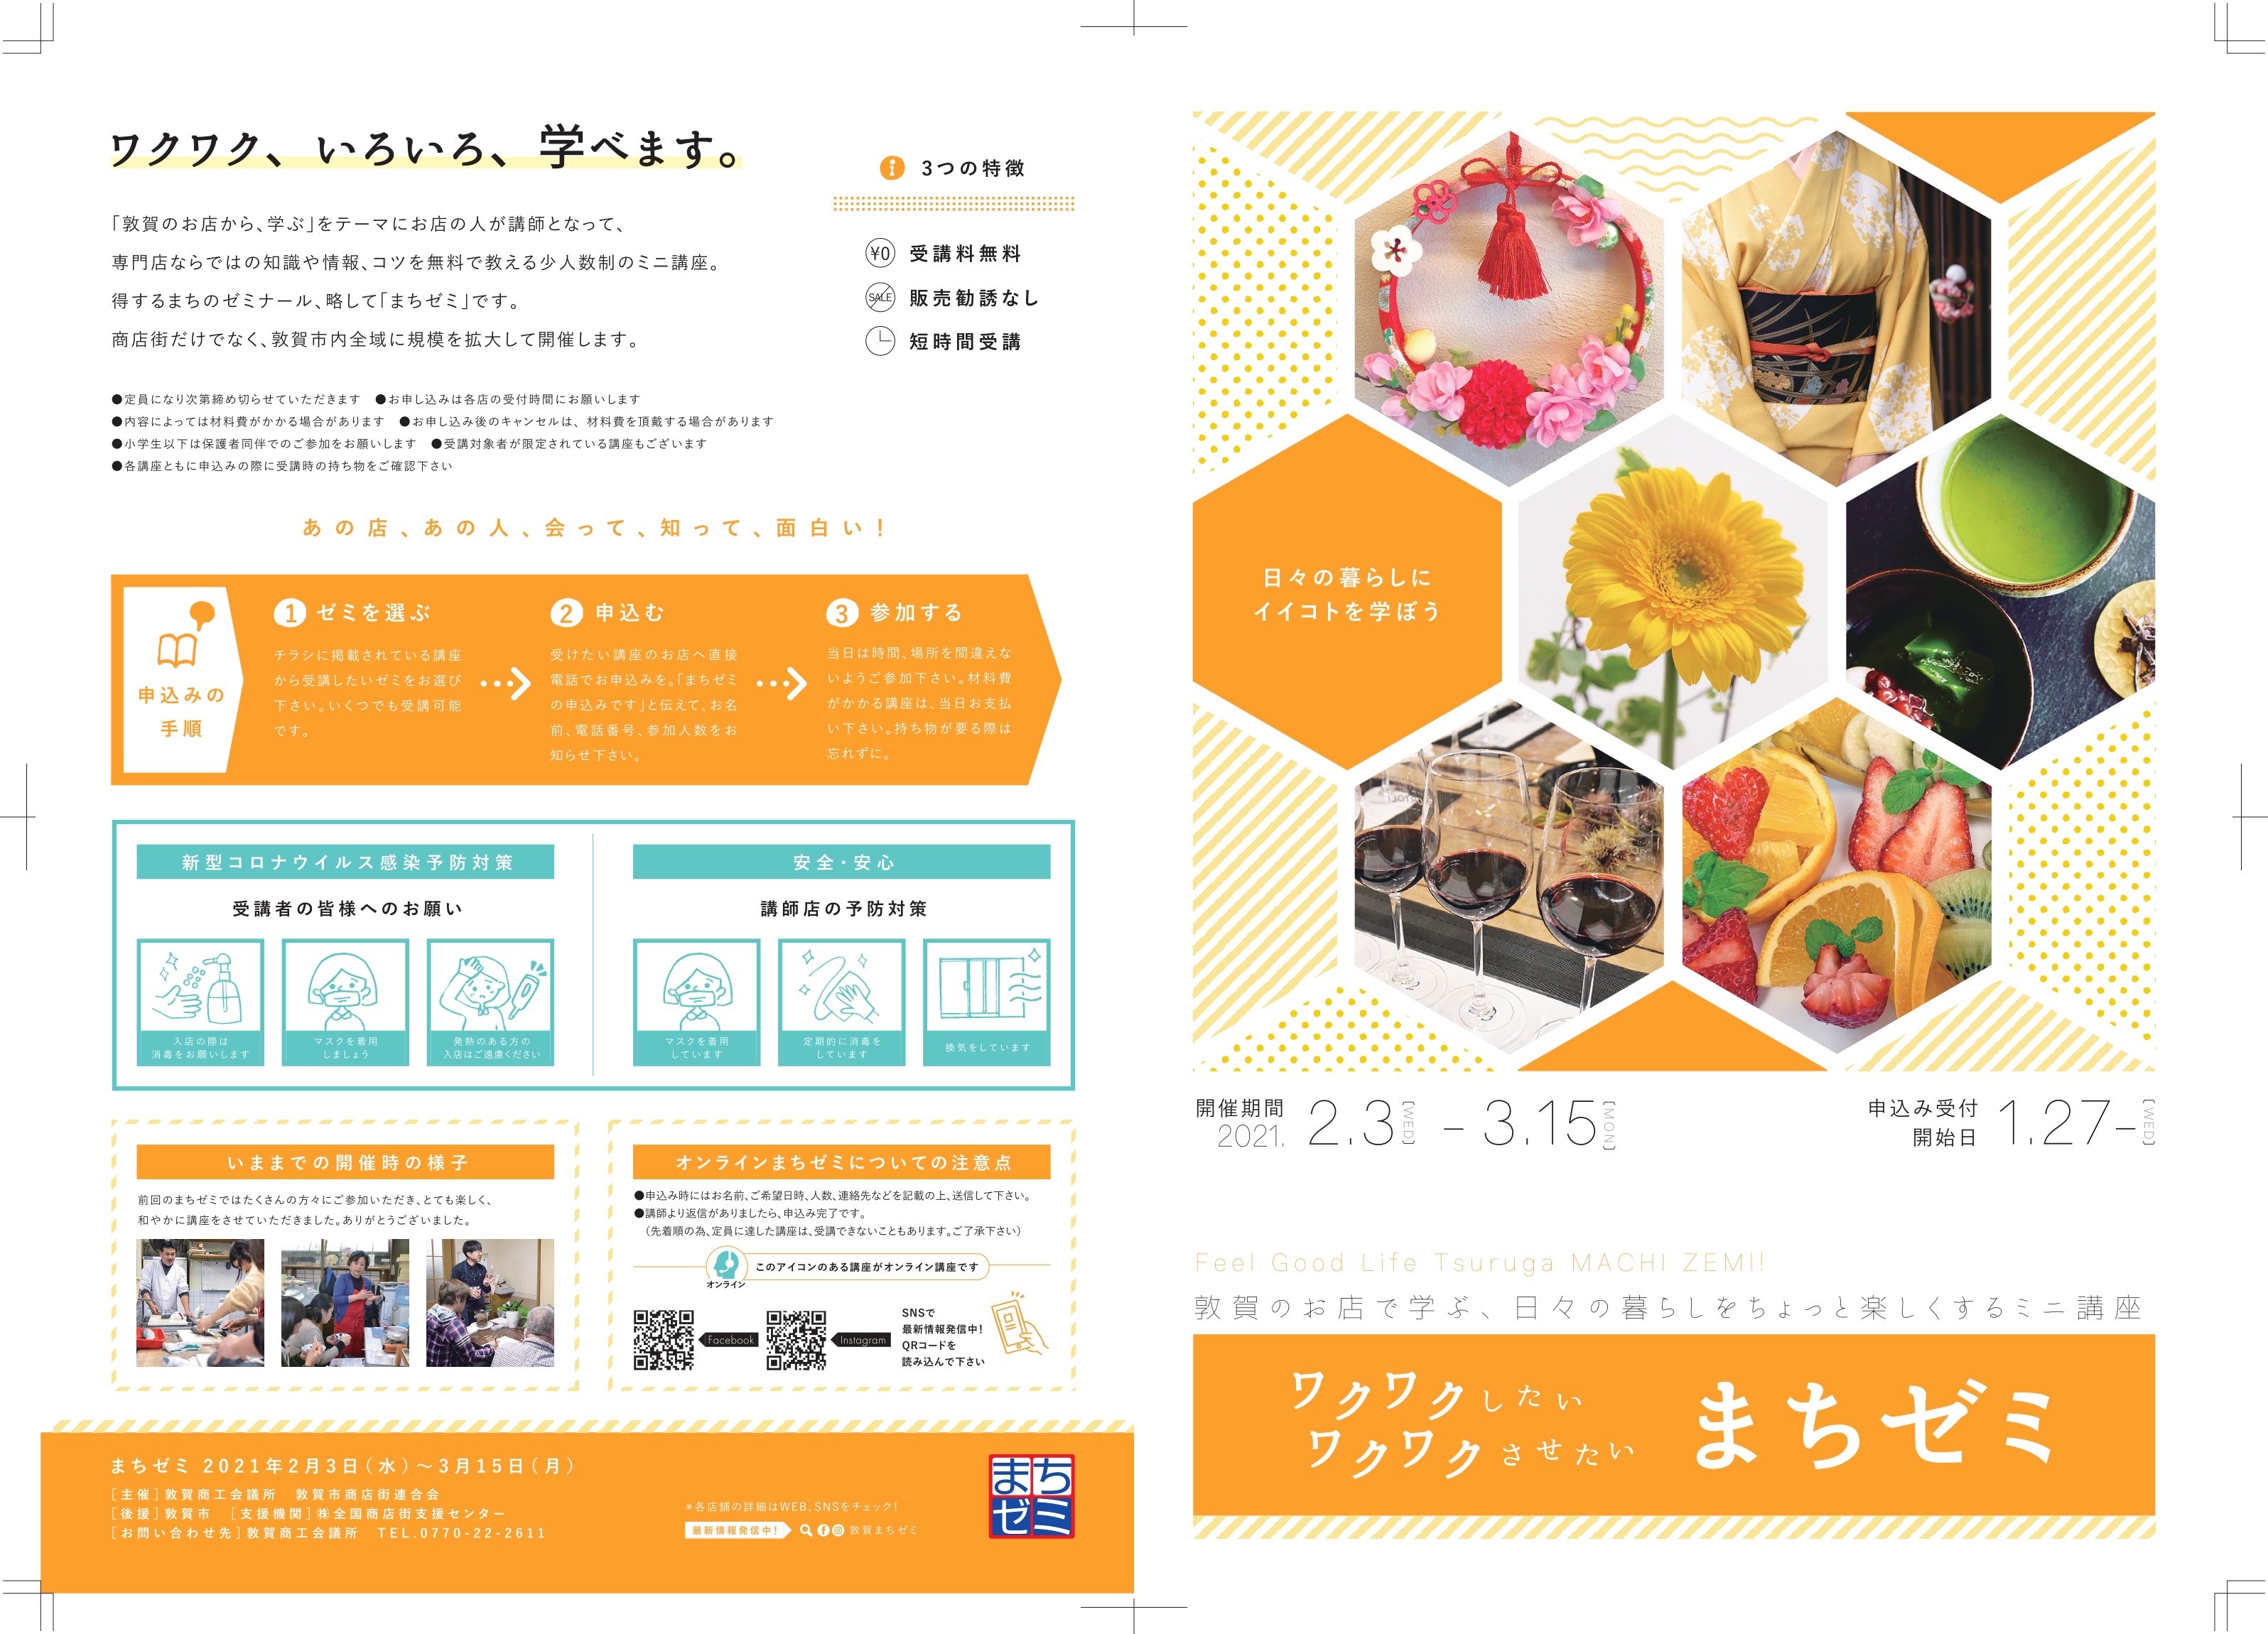 ワクワク、いろいろ、学べます。
「敦賀のお店から、学ぶ」をテーマにお店の人が講師となって、
専門店ならではの知識や情報、コツを無料で教える少人数制のミニ講座。
得するまちのゼミナール、略して「まちゼミ」です。
商店街だけでなく、敦賀市内全域に規模を拡大して開催します。
3つの特徴
¥0 受講料無料
SALE 販売勧誘なし
短時間受講
●定員になり次第締め切らせていただきます ●お申し込みは各店の受付時間にお願いします
●内容によっては材料費がかかる場合があります ●お申し込み後のキャンセルは、材料費を頂戴する場合があります
●小学生以下は保護者同伴でのご参加をお願いします ●受講対象者が限定されている講座もございます
●各講座ともに申込みの際に受講時の持ち物をご確認下さい
あの店、あの人、会って、知って、面白い!
申込みの
手順
1 ゼミを選ぶ
チラシに掲載されている講座
から受講したいゼミをお選び
下さい。いくつでも受講可能
です。
2 申込む
受けたい講座のお店へ直接
電話でお申込みを。「まちゼミ
の申込みです」と伝えて、お名
前、電話番号、参加人数をお
知らせ下さい。
3 参加する
当日は時間、場所を間違えな
いようご参加下さい。材料費
がかかる講座は、当日お支払
い下さい。持ち物が要る際は
忘れずに。
新型コロナウイルス感染予防対策
受講者の皆様へのお願い
入店の際は
消毒をお願いします
マスクを着用
しましょう
発熱のある方の
入店はご遠慮ください
安全・安心
講師店の予防対策
マスクを着用
しています
定期的に消毒を
しています
換気をしています
いままでの開催時の様子
前回のまちゼミではたくさんの方々にご参加いただき、とても楽しく、
和やかに講座をさせていただきました。ありがとうございました。
オンラインまちゼミについての注意点
●申込み時にはお名前、ご希望日時、人数、連絡先などを記載の上、送信して下さい。
●講師より返信がありましたら、申込み完了です。
(先着順の為、定員に達した講座は、受講できないこともあります。ご了承下さい)
オンライン
このアイコンのある講座がオンライン講座です
Facebook
Instagram
SNSで
最新情報発信中!
QRコードを
読み込んで下さい
まちゼミ 2021年2月3日(水)〜3月15日(月)
[主催]敦賀商工会議所 敦賀市商店街連合会
[後援]敦賀市 [支援機関]㈱全国商店街支援センター
[お問い合わせ先]敦賀商工会議所 TEL.0770-22-2611
*各店舗の詳細はWEB、SNSをチェック!
最新情報発信中! 敦賀まちゼミ
まち
ゼミ
日々の暮らしに
イイコトを学ぼう
開催期間
2021. 2.3[WED] – 3.15[MON]
申込み受付
開始日 1.27–[WED]
Feel Good Life Tsuruga MACHI ZEMI!
敦賀のお店で学ぶ、日々の暮らしをちょっと楽しくするミニ講座
ワクワクしたい
ワクワクさせたい
まちゼミ